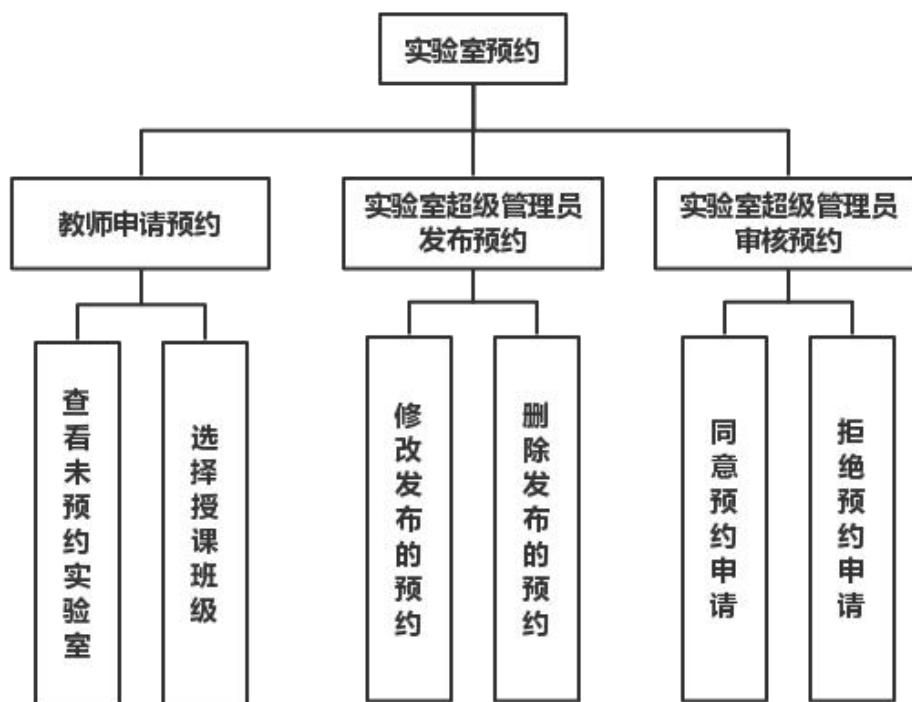 实验室预约
教师申请预约
实验室超级管理员
发布预约
实验室超级管理员
审核预约
查看未预约实验室
选择授课班级
修改发布的预约
删除发布的预约
同意预约申请
拒绝预约申请